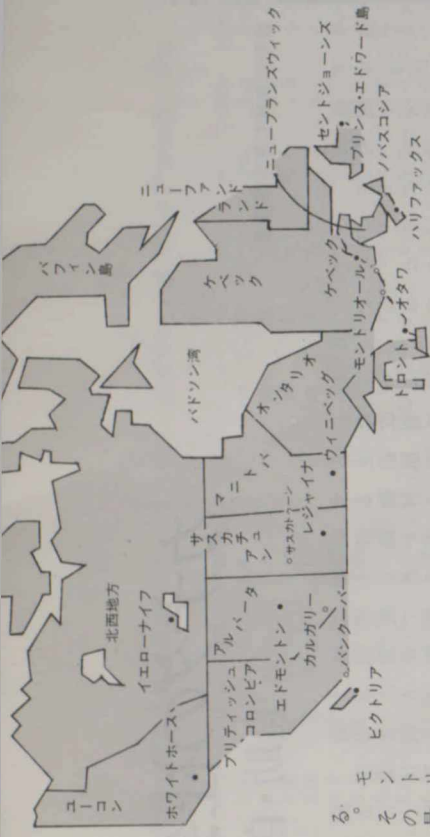 バフィン島
ニューファンド
ランド
ニューブランズウィック
セントジョーンズ
プリンス・エドワード島
ノバスコシア
ハリファックス
ケベック
ケベック
モントリオール
オタワ
トロント
バドソン湾
オンタリオ
ウィニペッグ
マニトバ
サスカチュ
アン
サスカトーン
レジャイナ
北西地方
イエローナイフ
アルバータ
エドモントン
カルガリー
ブリティッシュ
コロンビア
バンクーバー
ビクトリア
ユーコン
ホワイトホース
モント
る。そ